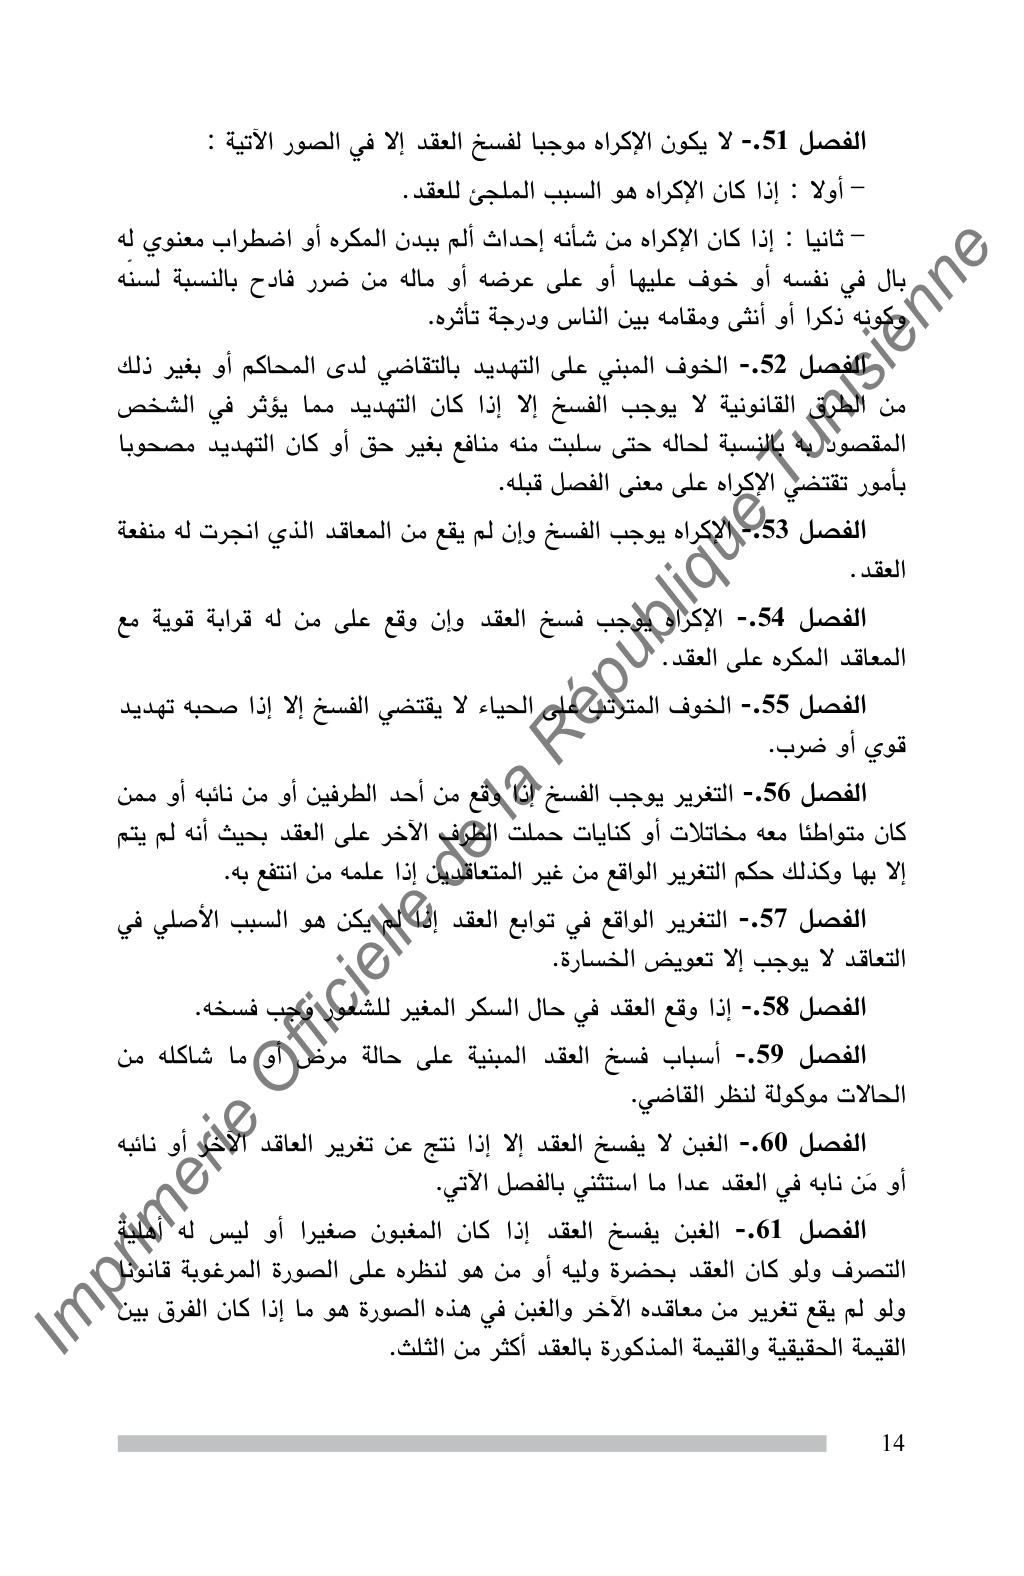 الفصل 51.- لا يكون الإكراه موجبا لفسخ العقد إلا في الصور الآتية :
– أولا : إذا كان الإكراه هو السبب الملجئ للعقد.
– ثانيا : إذا كان الإكراه من شأنه إحداث ألم ببدن المكره أو اضطراب معنوي له
بال في نفسه أو خوف عليها أو على عرضه أو ماله من ضرر فادح بالنسبة لسنِّه
وكونه ذكرا أو أنثى ومقامه بين الناس ودرجة تأثره.
الفصل 52.- الخوف المبني على التهديد بالتقاضي لدى المحاكم أو بغير ذلك
من الطرق القانونية لا يوجب الفسخ إلا إذا كان التهديد مما يؤثر في الشخص
المقصود به بالنسبة لحاله حتى سلبت منه منافع بغير حق أو كان التهديد مصحوبا
بأمور تقتضي الإكراه على معنى الفصل قبله.
الفصل 53.- الإكراه يوجب الفسخ وإن لم يقع من المعاقد الذي انجرت له منفعة
العقد.
الفصل 54.- الإكراه يوجب فسخ العقد وإن وقع على من له قرابة قوية مع
المعاقد المكره على العقد.
الفصل 55.- الخوف المترتب على الحياء لا يقتضي الفسخ إلا إذا صحبه تهديد
قوي أو ضرب.
الفصل 56.- التغرير يوجب الفسخ إذا وقع من أحد الطرفين أو من نائبه أو ممن
كان متواطئا معه مخاتلات أو كنايات حملت الطرف الآخر على العقد بحيث أنه لم يتم
إلا بها وكذلك حكم التغرير الواقع من غير المتعاقدين إذا علمه من انتفع به.
الفصل 57.- التغرير الواقع في توابع العقد إذا لم يكن هو السبب الأصلي في
التعاقد لا يوجب إلا تعويض الخسارة.
الفصل 58.- إذا وقع العقد في حال السكر المغير للشعور وجب فسخه.
الفصل 59.- أسباب فسخ العقد المبنية على حالة مرض أو ما شاكله من
الحالات موكولة لنظر القاضي.
الفصل 60.- الغبن لا يفسخ العقد إلا إذا نتج عن تغرير العاقد الآخر أو نائبه
أو مَن نابه في العقد عدا ما استثني بالفصل الآتي.
الفصل 61.- الغبن يفسخ العقد إذا كان المغبون صغيرا أو ليس له أهلية
التصرف ولو كان العقد بحضرة وليه أو من هو لنظره على الصورة المرغوبة قانونا
ولو لم يقع تغرير من معاقده الآخر والغبن في هذه الصورة هو ما إذا كان الفرق بين
القيمة الحقيقية والقيمة المذكورة بالعقد أكثر من الثلث.
Imprimerie Officielle de la République Tunisienne
14